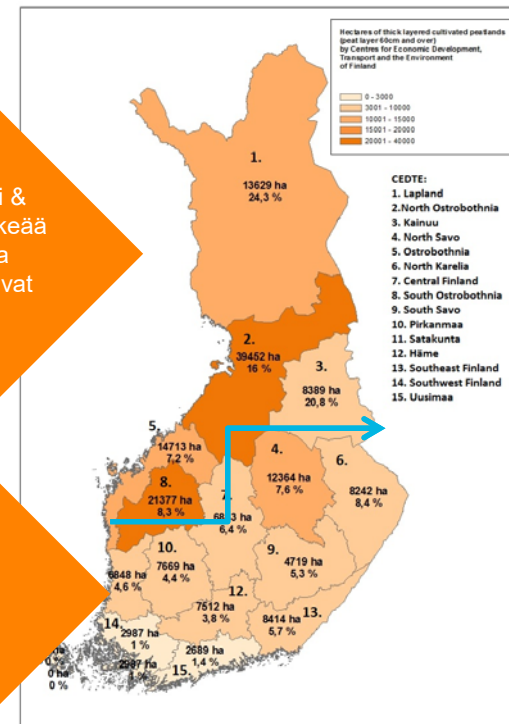 i &
keää
a
vat
Hectares of thick layered cultivated peatlands
(peat layer 60cm and over)
by Centres for Economic Development,
Transport and the Environment
of Finland
0 - 3000
3001 - 10000
10001 - 15000
15001 - 20000
20001 - 40000
CEDTE:
1. Lapland
2.North Ostrobothnia
3. Kainuu
4. North Savo
5. Ostrobothnia
6. North Karelia
7. Central Finland
8. South Ostrobothnia
9. South Savo
10. Pirkanmaa
11. Satakunta
12. Häme
13. Southeast Finland
14. Southwest Finland
15. Uusimaa
1.
13629 ha
24,3 %
2.
39452 ha
16 %
3.
8389 ha
20,8 %
5.
14713 ha
7,2 %
4.
12364 ha
7,6 %
6.
8242 ha
8,4 %
8.
21377 ha
8,3 %
7.
6,4 %
10.
7669 ha
4,4 %
9.
4719 ha
5,3 %
6848 ha
4,6 %
12.
7512 ha
3,8 %
13.
8414 ha
5,7 %
14.
2987 ha
1 %
2689 ha
1,4 %
15.
2987 ha
0 ha
0 %